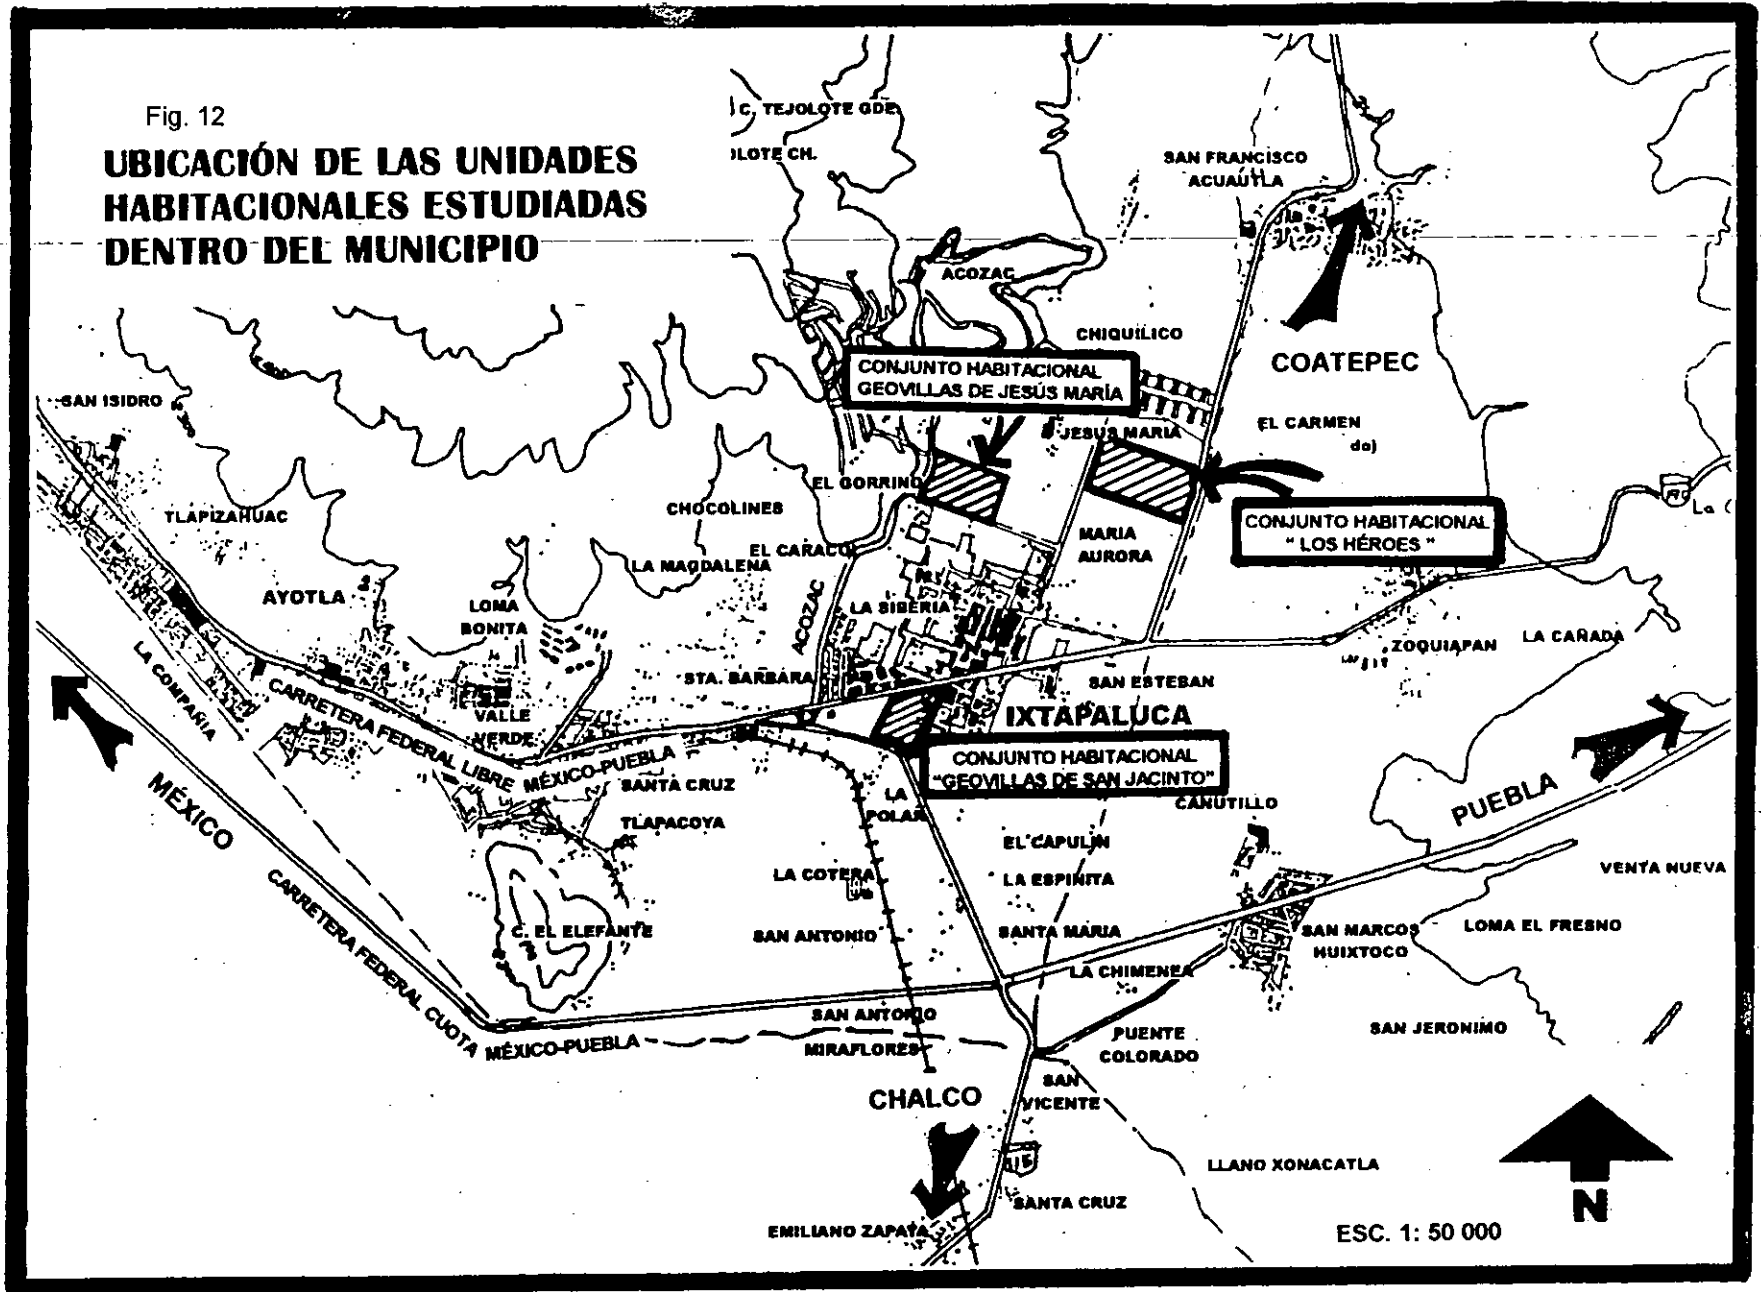 Fig. 12
UBICACIÓN DE LAS UNIDADES
HABITACIONALES ESTUDIADAS
DENTRO DEL MUNICIPIO
C. TEJOLOTE GDE.
LOTE CH.
SAN FRANCISCO
ACUAUTLA
ACOZAC
CHIQUILICO
COATEPEC
CONJUNTO HABITACIONAL
GEOVILLAS DE JESÚS MARÍA
SAN ISIDRO
JESUS MARIA
EL CARMEN
EL GORRINO
CHOCOLINES
TLAPIZAHUAC
CONJUNTO HABITACIONAL
" LOS HÉROES "
MARIA
AURORA
EL CARACOL
LA MAGDALENA
AYOTLA
LOMA
BONITA
ACOZAC
LA SIBERIA
ZOQUIAPAN
LA CAÑADA
LA COMPAÑIA
STA. BARBARA
SAN ESTEBAN
IXTAPALUCA
VALLE
VERDE
CARRETERA FEDERAL LIBRE MÉXICO-PUEBLA
CONJUNTO HABITACIONAL
"GEOVILLAS DE SAN JACINTO"
MÉXICO
SANTA CRUZ
TLAPACOYA
LA
POLAR
CANUTILLO
PUEBLA
EL CAPULIN
LA COTERA
LA ESPINITA
VENTA NUEVA
CARRETERA FEDERAL CUOTA MÉXICO-PUEBLA
C. EL ELEFANTE
SAN ANTONIO
SANTA MARIA
SAN MARCOS
HUIXTOCO
LOMA EL FRESNO
LA CHIMENEA
SAN ANTONIO
MIRAFLORES
PUENTE
COLORADO
SAN JERONIMO
CHALCO
SAN
VICENTE
115
LLANO XONACATLA
SANTA CRUZ
EMILIANO ZAPATA
N
ESC. 1: 50 000